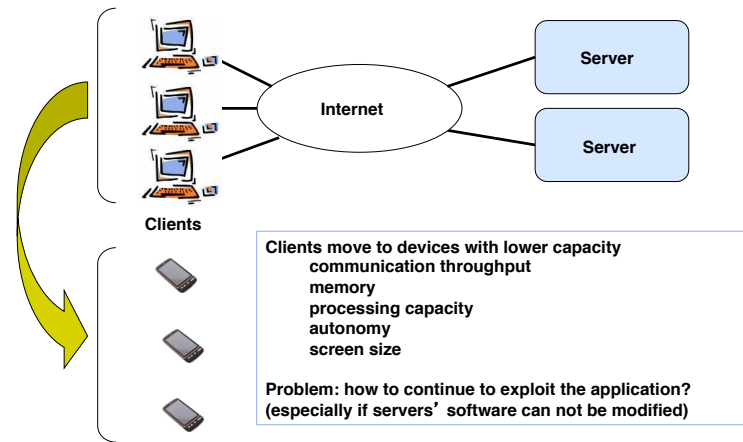 Server
Internet
Server
Clients
Clients move to devices with lower capacity
communication throughput
memory
processing capacity
autonomy
screen size
Problem: how to continue to exploit the application?
(especially if servers’ software can not be modified)